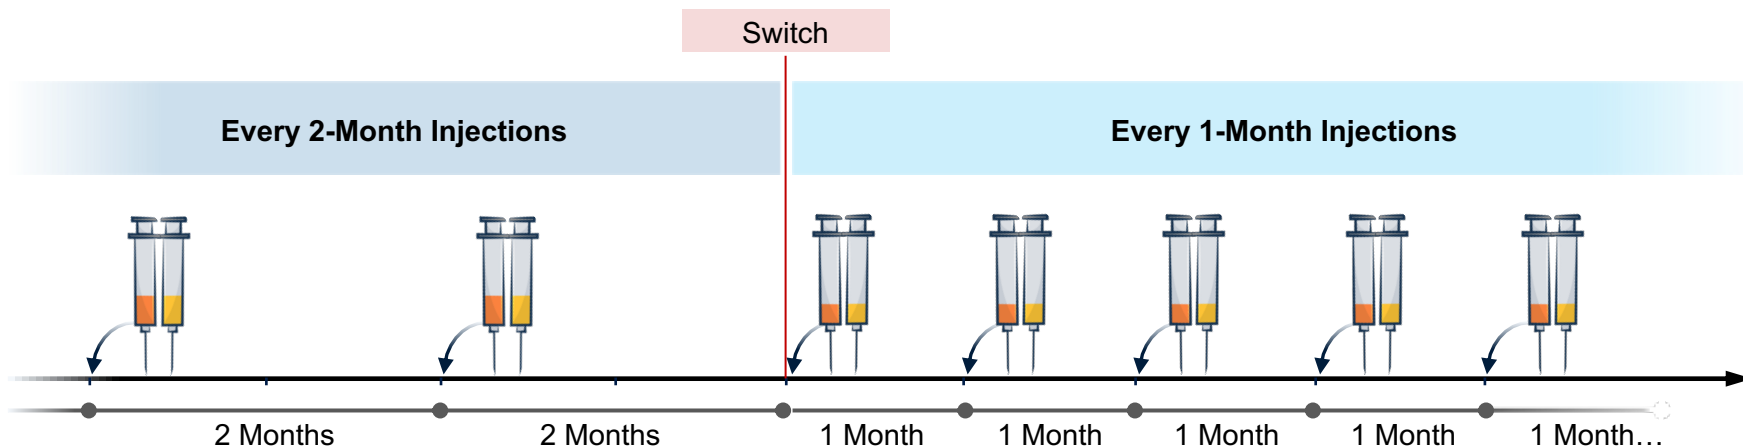 Switch
Every 2-Month Injections
Every 1-Month Injections
2 Months
2 Months
1 Month
1 Month
1 Month
1 Month
1 Month...